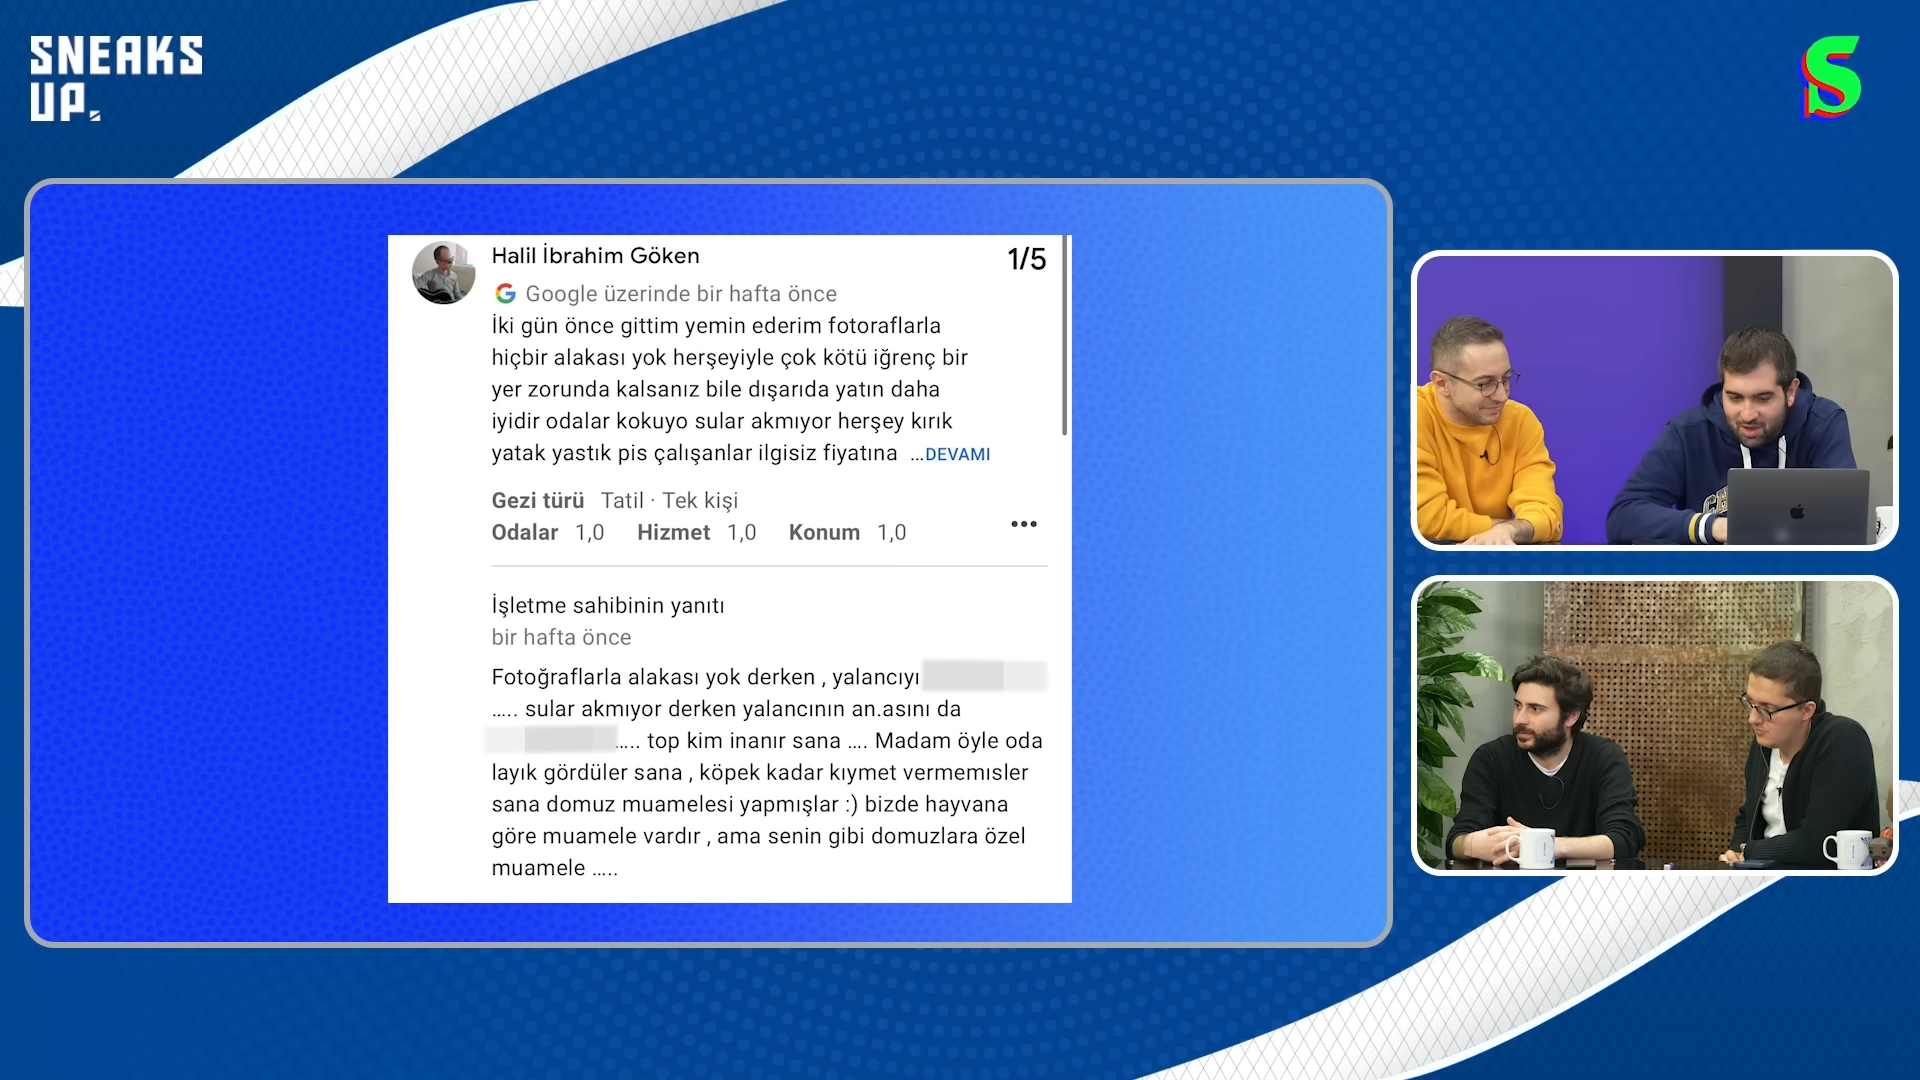 SNEAKS
UP.
S
Halil İbrahim Göken
1/5
Google üzerinde bir hafta önce
İki gün önce gittim yemin ederim fotoraflarla
hiçbir alakası yok herşeyiyle çok kötü iğrenç bir
yer zorunda kalsanız bile dışarıda yatın daha
iyidir odalar kokuyo sular akmıyor herşey kırık
yatak yastık pis çalışanlar ilgisiz fiyatına ...DEVAMI
Gezi türü Tatil · Tek kişi
Odalar 1,0 Hizmet 1,0 Konum 1,0
İşletme sahibinin yanıtı
bir hafta önce
Fotoğraflarla alakası yok derken , yalancıyı
..... sular akmıyor derken yalancının an.asını da
..... top kim inanır sana .... Madam öyle oda
layık gördüler sana , köpek kadar kıymet vermemısler
sana domuz muamelesi yapmışlar :) bizde hayvana
göre muamele vardır , ama senin gibi domuzlara özel
muamele .....